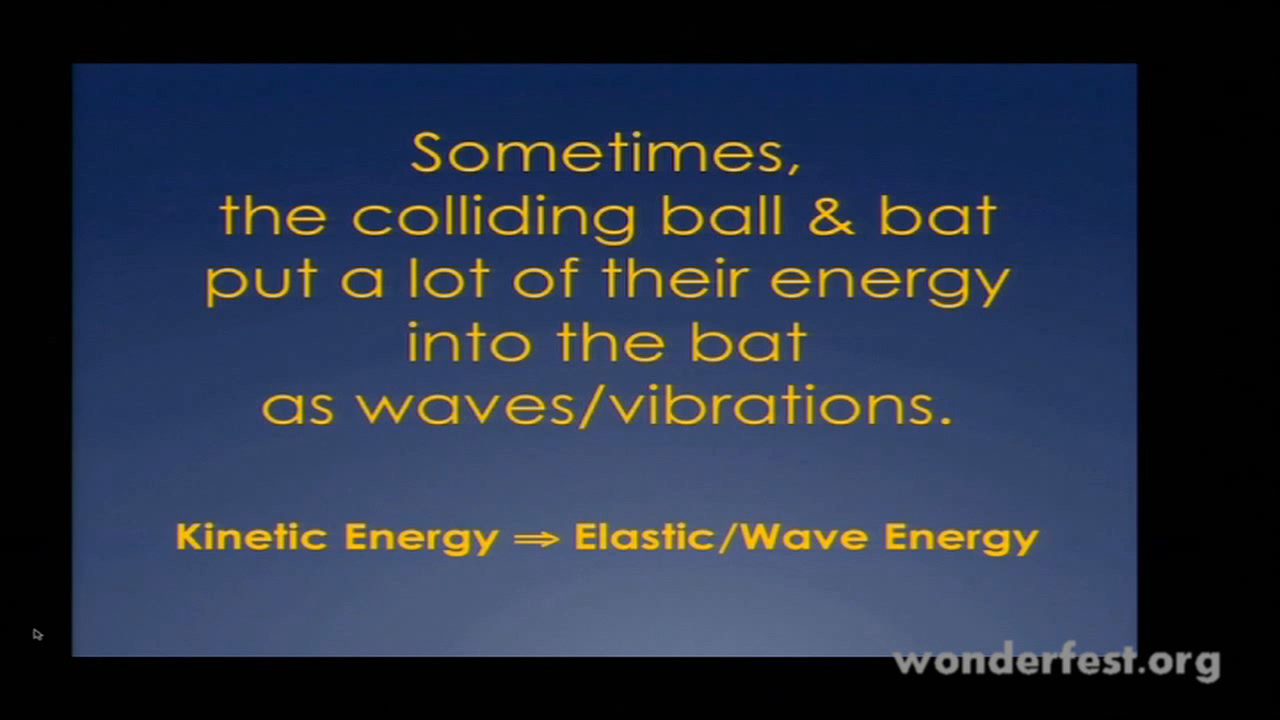 Sometimes,
the colliding ball & bat
put a lot of their energy
into the bat
as waves/vibrations.
Kinetic Energy ⇒ Elastic/Wave Energy
wonderfest.org